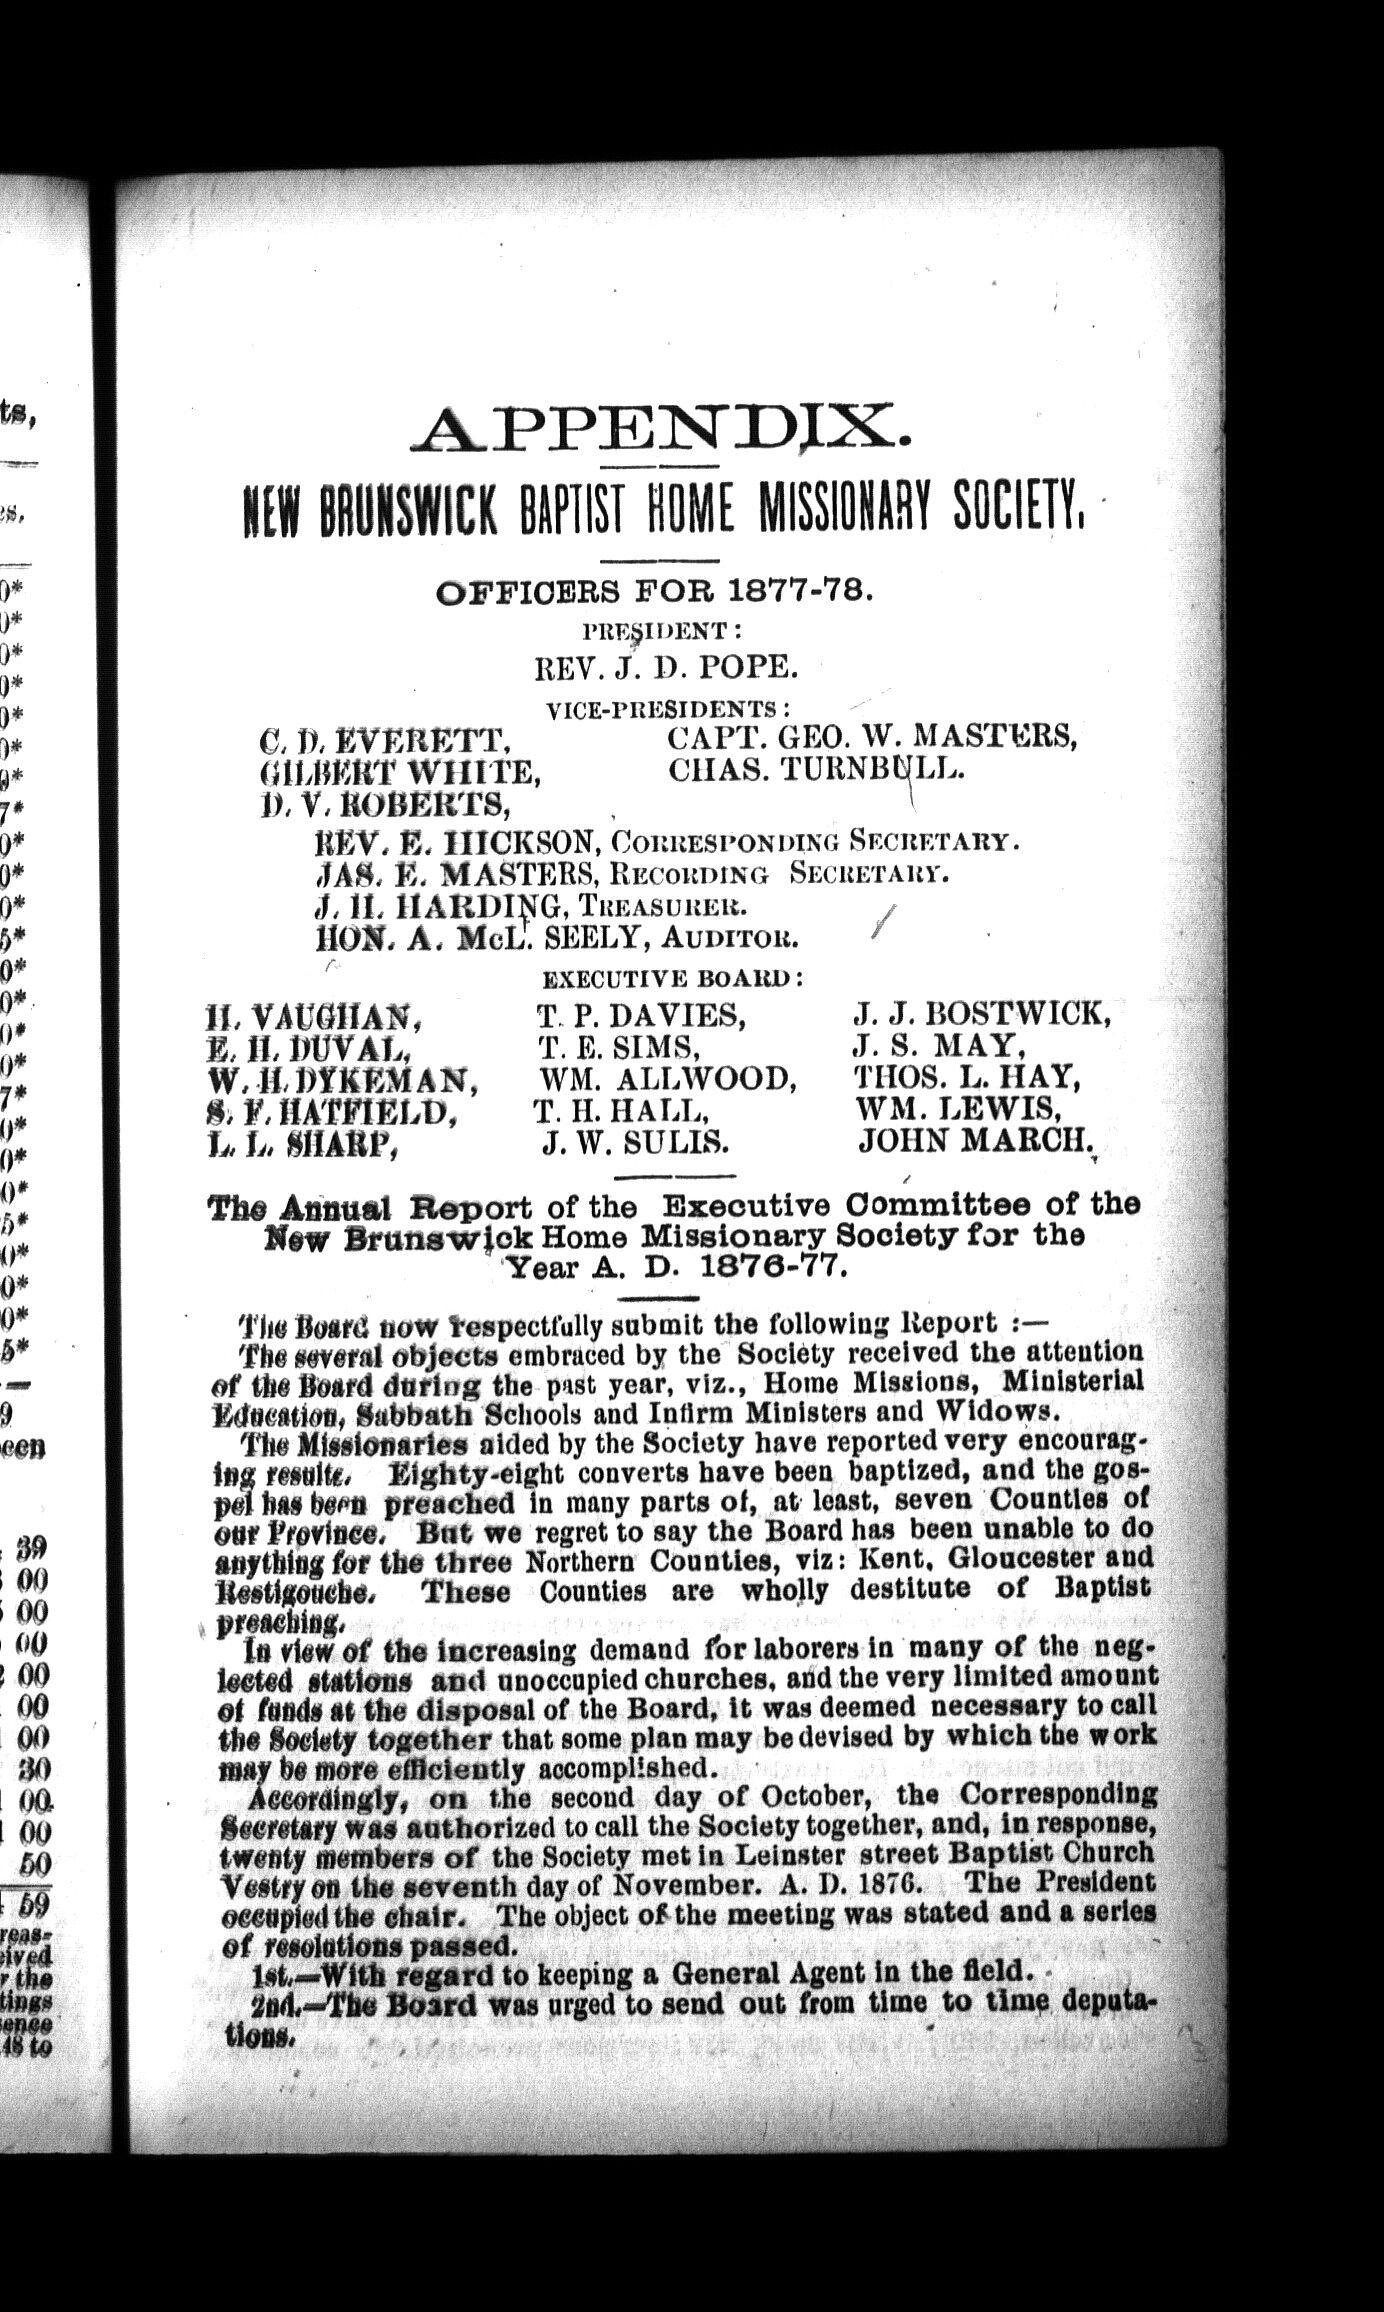 APPENDIX.
NEW BRUNSWICK BAPTIST HOME MISSIONARY SOCIETY.
OFFICERS FOR 1877-78.
PRESIDENT:
REV. J. D. POPE.
VICE-PRESIDENTS:
C. D. EVERETT, CAPT. GEO. W. MASTERS,
GILBERT WHITE, CHAS. TURNBULL.
D. V. ROBERTS,
REV. E. HICKSON, CORRESPONDING SECRETARY.
JAS. E. MASTERS, RECORDING SECRETARY.
J. H. HARDING, TREASURER.
HON. A. McL. SEELY, AUDITOR.
EXECUTIVE BOARD:
H. VAUGHAN, T. P. DAVIES, J. J. BOSTWICK,
E. H. DUVAL, T. E. SIMS, J. S. MAY,
W. H. DYKEMAN, WM. ALLWOOD, THOS. L. HAY,
S. F. HATFIELD, T. H. HALL, WM. LEWIS,
L. L. SHARP, J. W. SULIS. JOHN MARCH.
The Annual Report of the Executive Committee of the
New Brunswick Home Missionary Society for the
Year A. D. 1876-77.
The Board now respectfully submit the following Report :—
The several objects embraced by the Society received the attention
of the Board during the past year, viz., Home Missions, Ministerial
Education, Sabbath Schools and Infirm Ministers and Widows.
The Missionaries aided by the Society have reported very encourag-
ing results. Eighty-eight converts have been baptized, and the gos-
pel has been preached in many parts of, at least, seven Counties of
our Province. But we regret to say the Board has been unable to do
anything for the three Northern Counties, viz: Kent, Gloucester and
Restigouche. These Counties are wholly destitute of Baptist
preaching.
In view of the increasing demand for laborers in many of the neg-
lected stations and unoccupied churches, and the very limited amount
of funds at the disposal of the Board, it was deemed necessary to call
the Society together that some plan may be devised by which the work
may be more efficiently accomplished.
Accordingly, on the second day of October, the Corresponding
Secretary was authorized to call the Society together, and, in response,
twenty members of the Society met in Leinster street Baptist Church
Vestry on the seventh day of November. A. D. 1876. The President
occupied the chair. The object of the meeting was stated and a series
of resolutions passed.
1st.—With regard to keeping a General Agent in the field.
2nd.—The Board was urged to send out from time to time deputa-
tions.